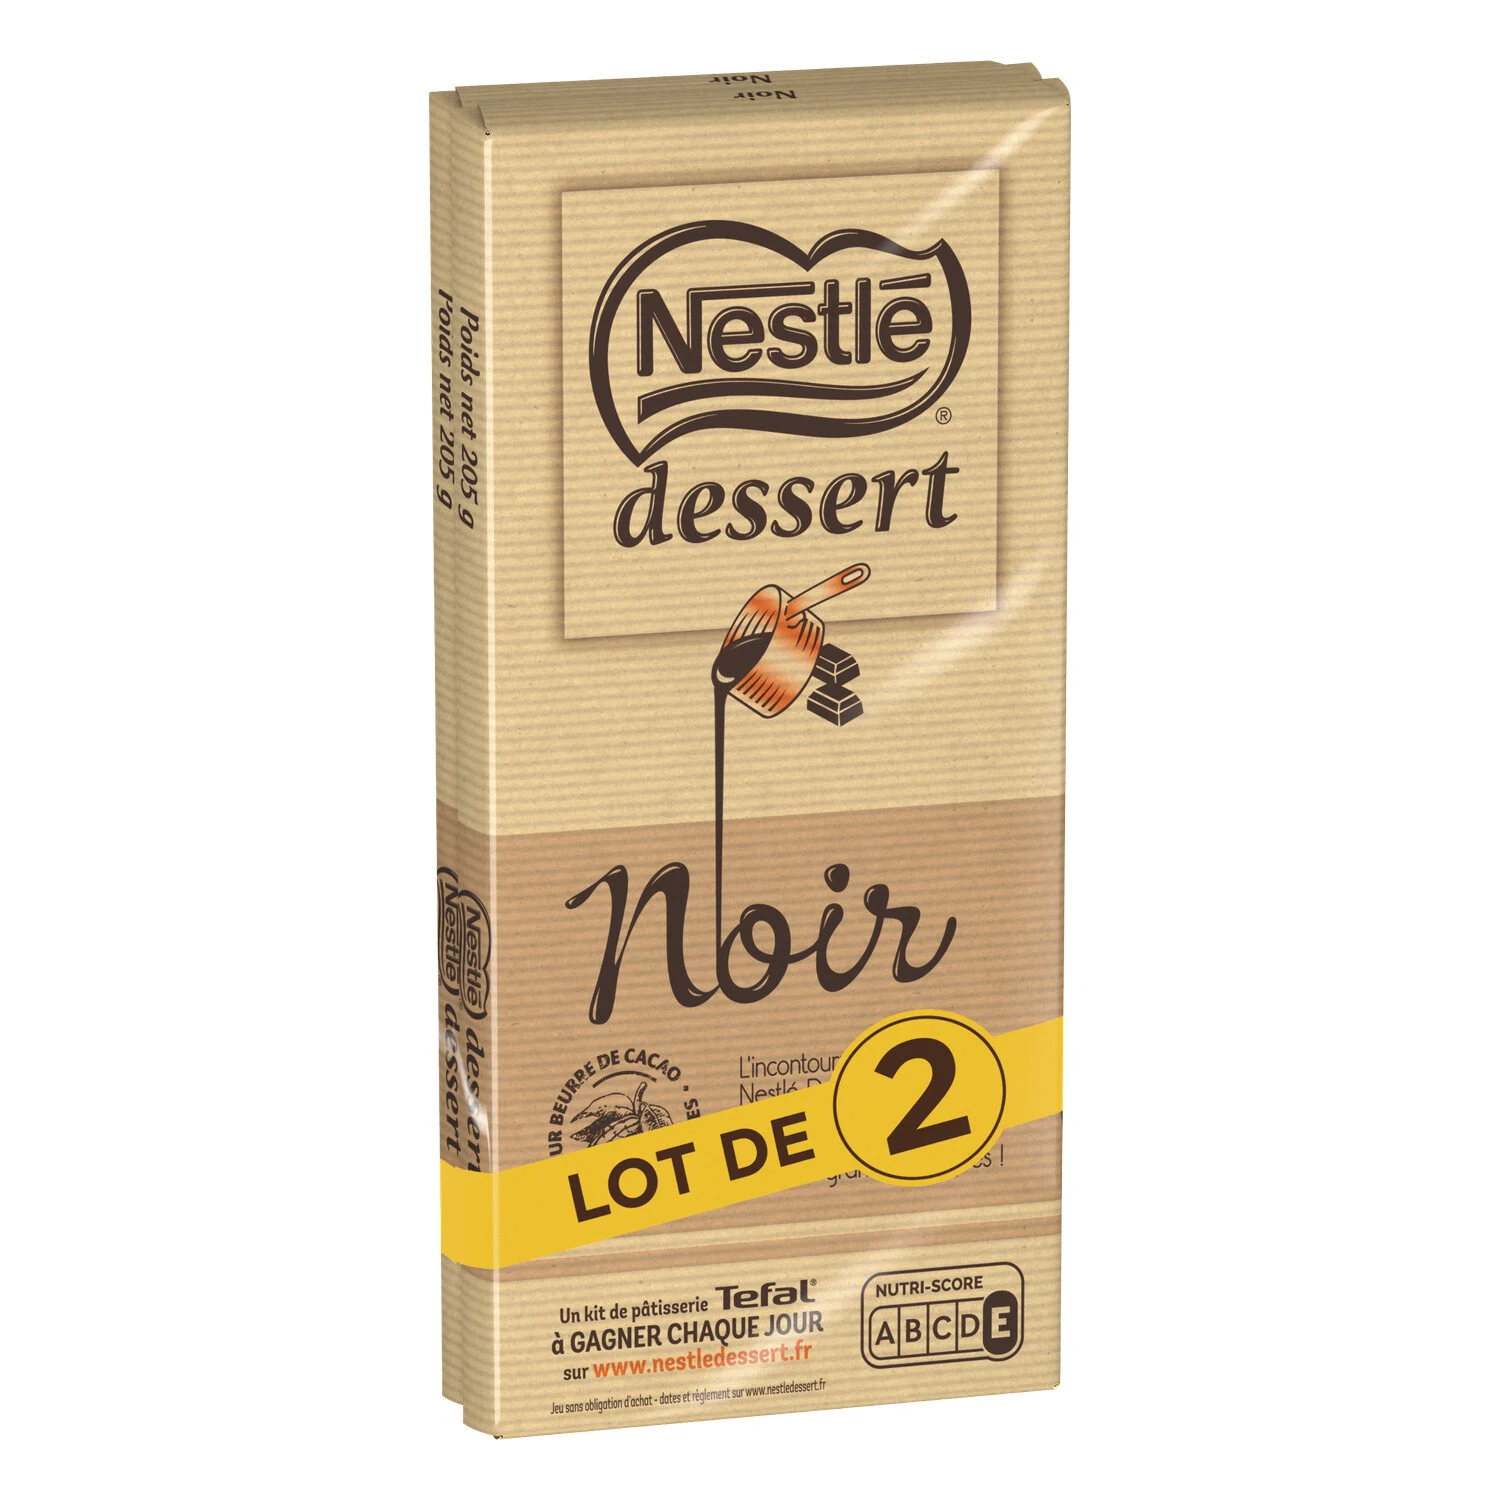 Noir
Noir
Nestlé
®
dessert
Poids net 205 g
Poids net 205 g
Noir
BEURRE DE CACAO
L'incontour
Nestlé
LOT DE 2
Nestlé dessert
Nestlé dessert
Un kit de pâtisserie Tefal®
à GAGNER CHAQUE JOUR
sur www.nestledessert.fr
Jeu sans obligation d'achat - dates et règlement sur www.nestledessert.fr
NUTRI-SCORE
A B C D E